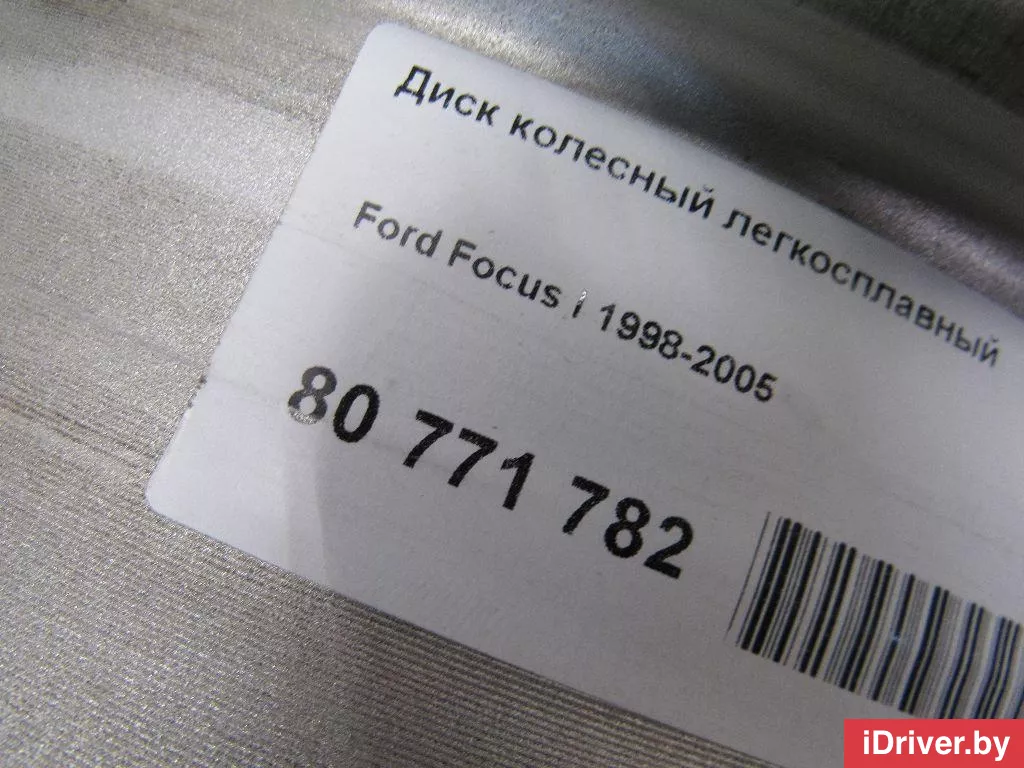 Диск колесный легкосплавный
Ford Focus I 1998-2005
80 771 782
iDriver.by